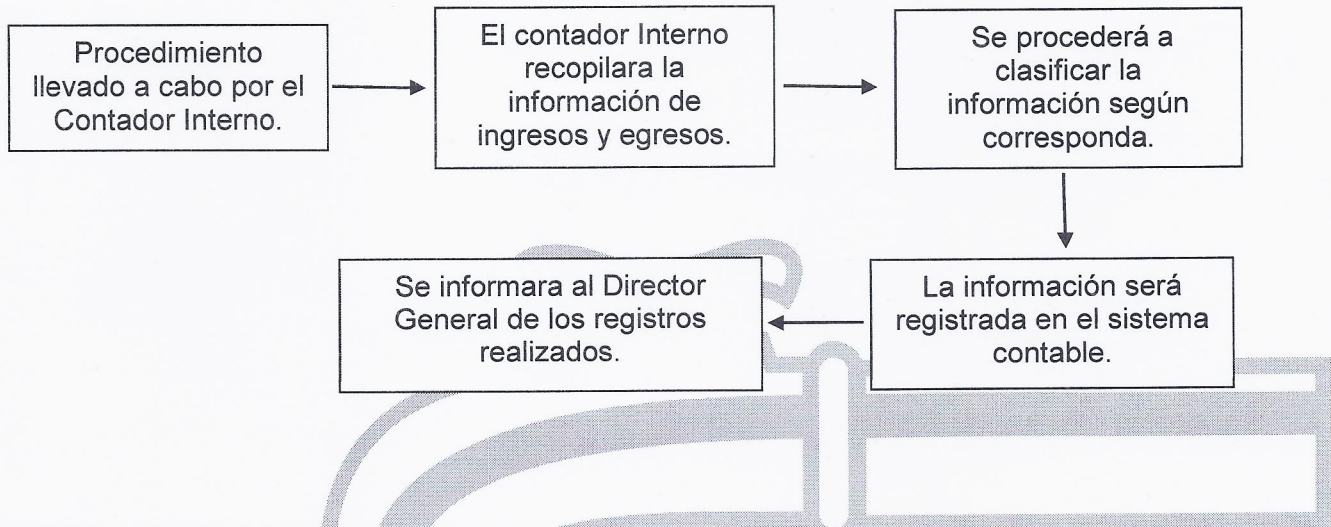 Procedimiento
llevado a cabo por el
Contador Interno.
El contador Interno
recopilara la
información de
ingresos y egresos.
Se procederá a
clasificar la
información según
corresponda.
La información será
registrada en el sistema
contable.
Se informara al Director
General de los registros
realizados.